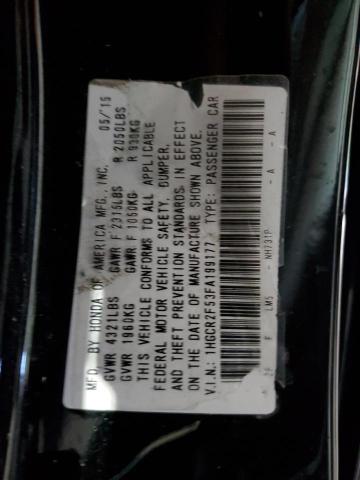 MFD. BY HONDA OF AMERICA MFG., INC. 05/'15
GVWR 4321LBS GAWR F 2315LBS R 2050LBS
GVWR 1960KG GAWR F 1050KG R 930KG
THIS VEHICLE CONFORMS TO ALL APPLICABLE
FEDERAL MOTOR VEHICLE SAFETY, BUMPER,
AND THEFT PREVENTION STANDARDS IN EFFECT
ON THE DATE OF MANUFACTURE SHOWN ABOVE.
V.I.N.: 1HGCR2F53FA199177 TYPE: PASSENGER CAR
F LM5 NH731P A A